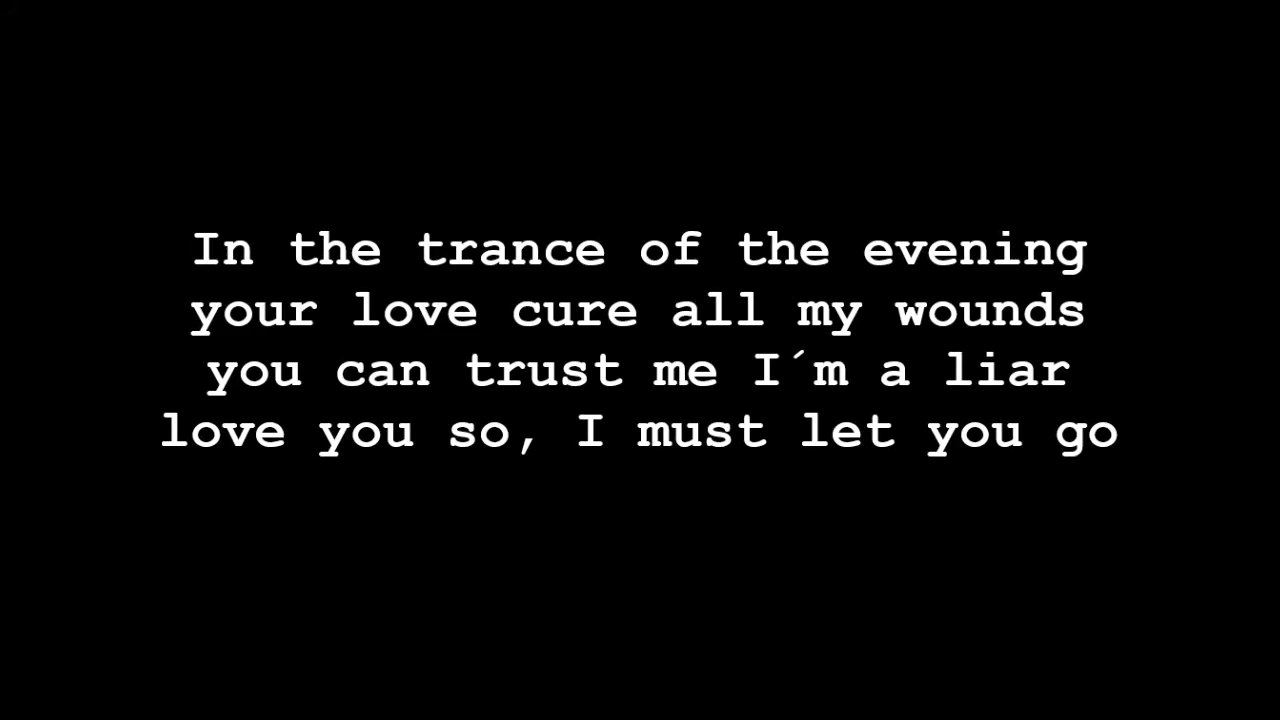 In the trance of the evening
your love cure all my wounds
you can trust me I´m a liar
love you so, I must let you go